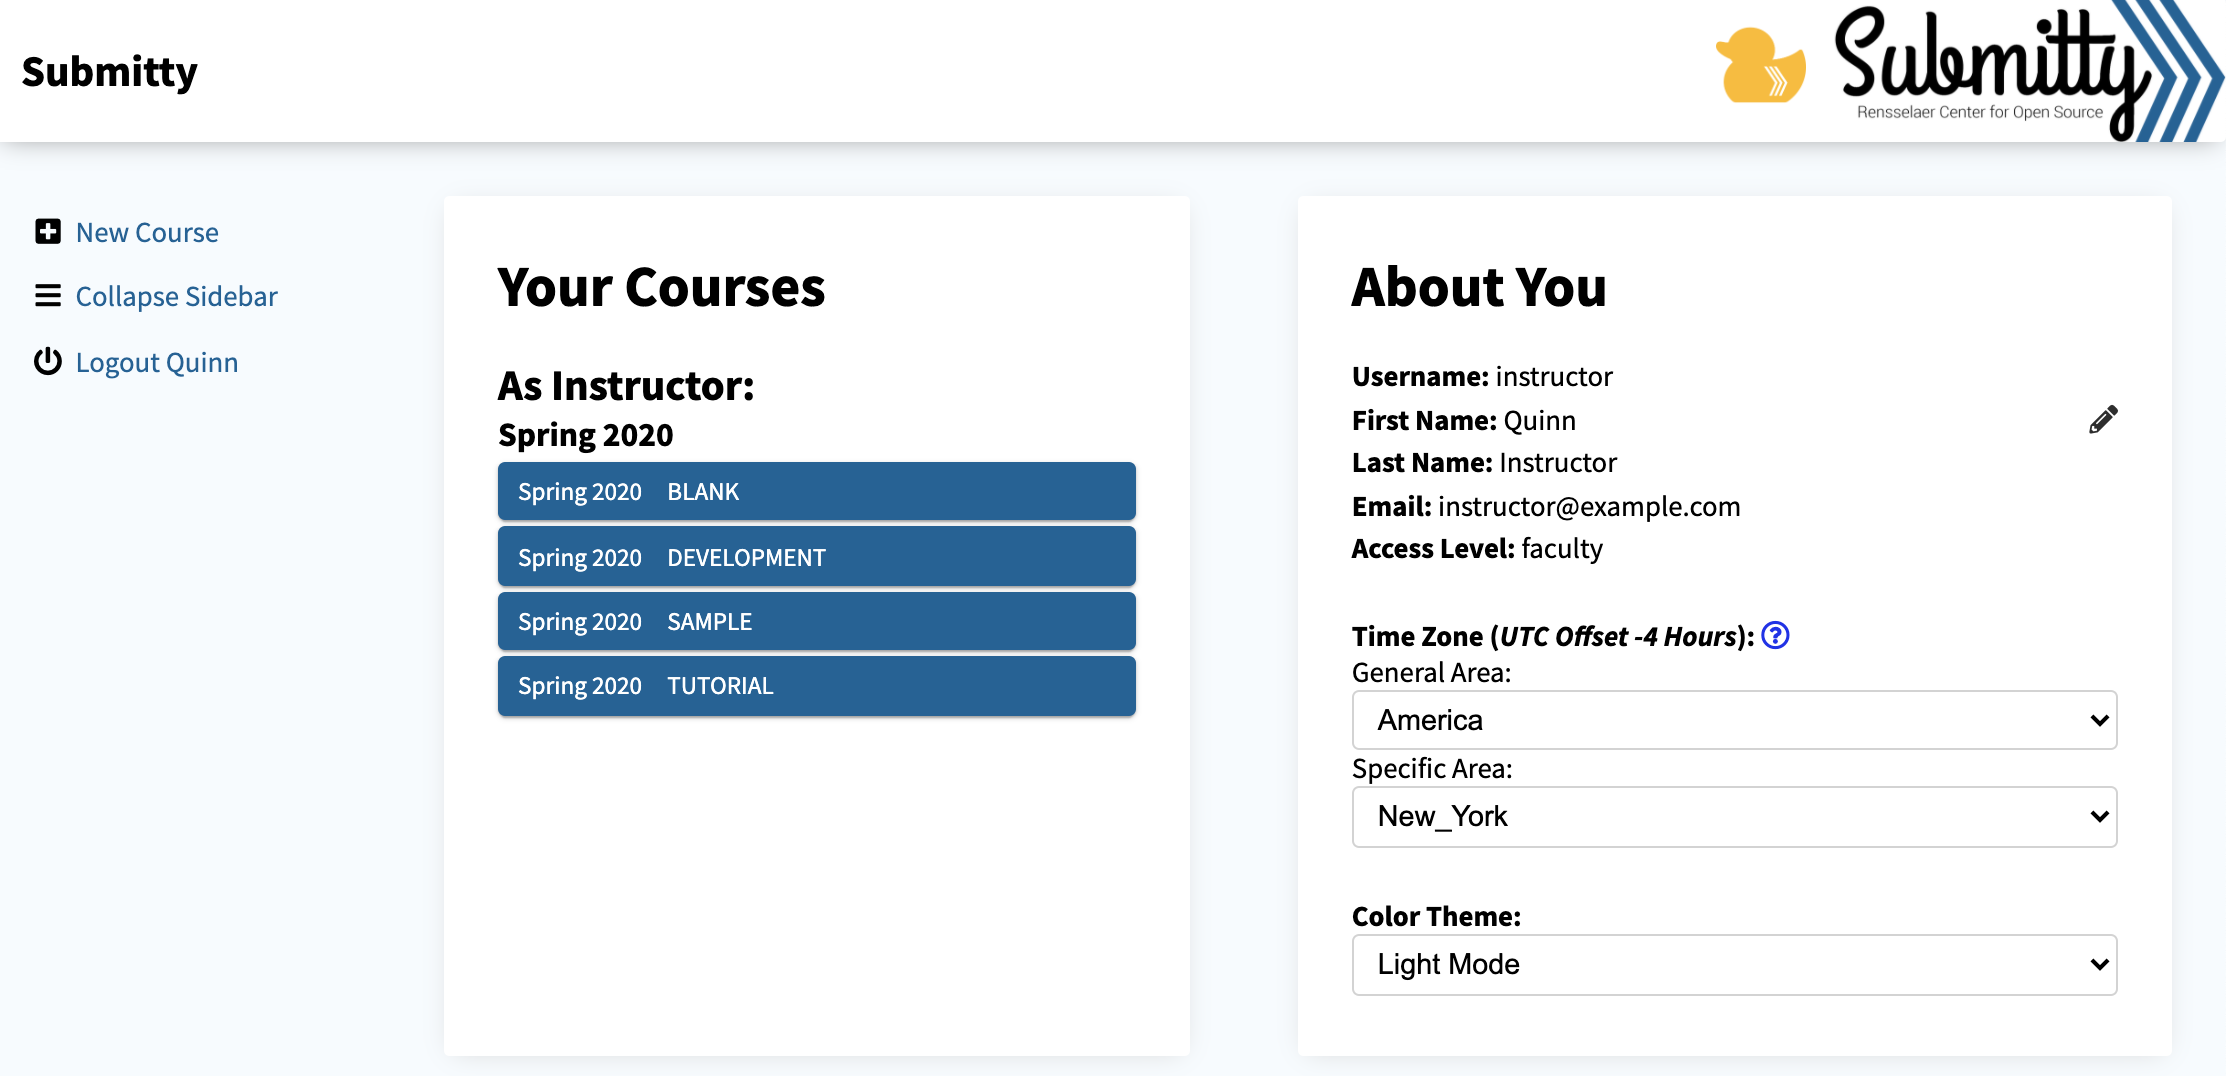 Submitty
Submitty
Rensselaer Center for Open Source
New Course
Collapse Sidebar
Logout Quinn
Your Courses
As Instructor:
Spring 2020
Spring 2020 BLANK
Spring 2020 DEVELOPMENT
Spring 2020 SAMPLE
Spring 2020 TUTORIAL
About You
Username: instructor
First Name: Quinn
Last Name: Instructor
Email: instructor@example.com
Access Level: faculty
Time Zone (UTC Offset -4 Hours): ?
General Area:
America
Specific Area:
New_York
Color Theme:
Light Mode